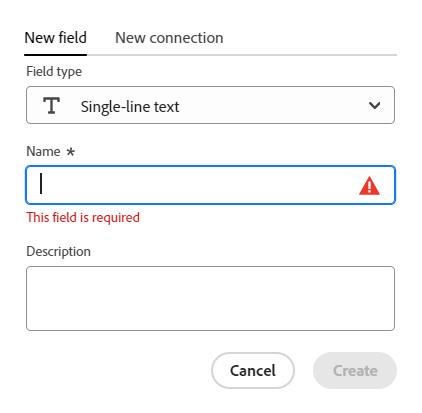 New field New connection
Field type
Single-line text
Name *
This field is required
Description
Cancel Create